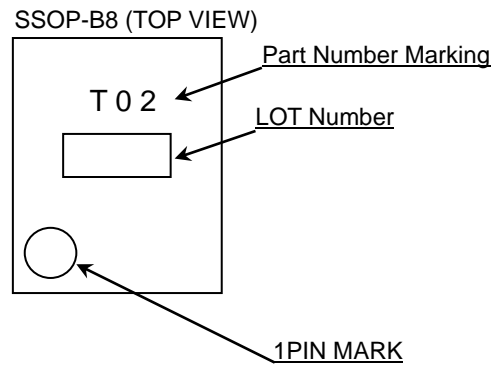 SSOP-B8 (TOP VIEW)
Part Number Marking
T 0 2
LOT Number
1PIN MARK